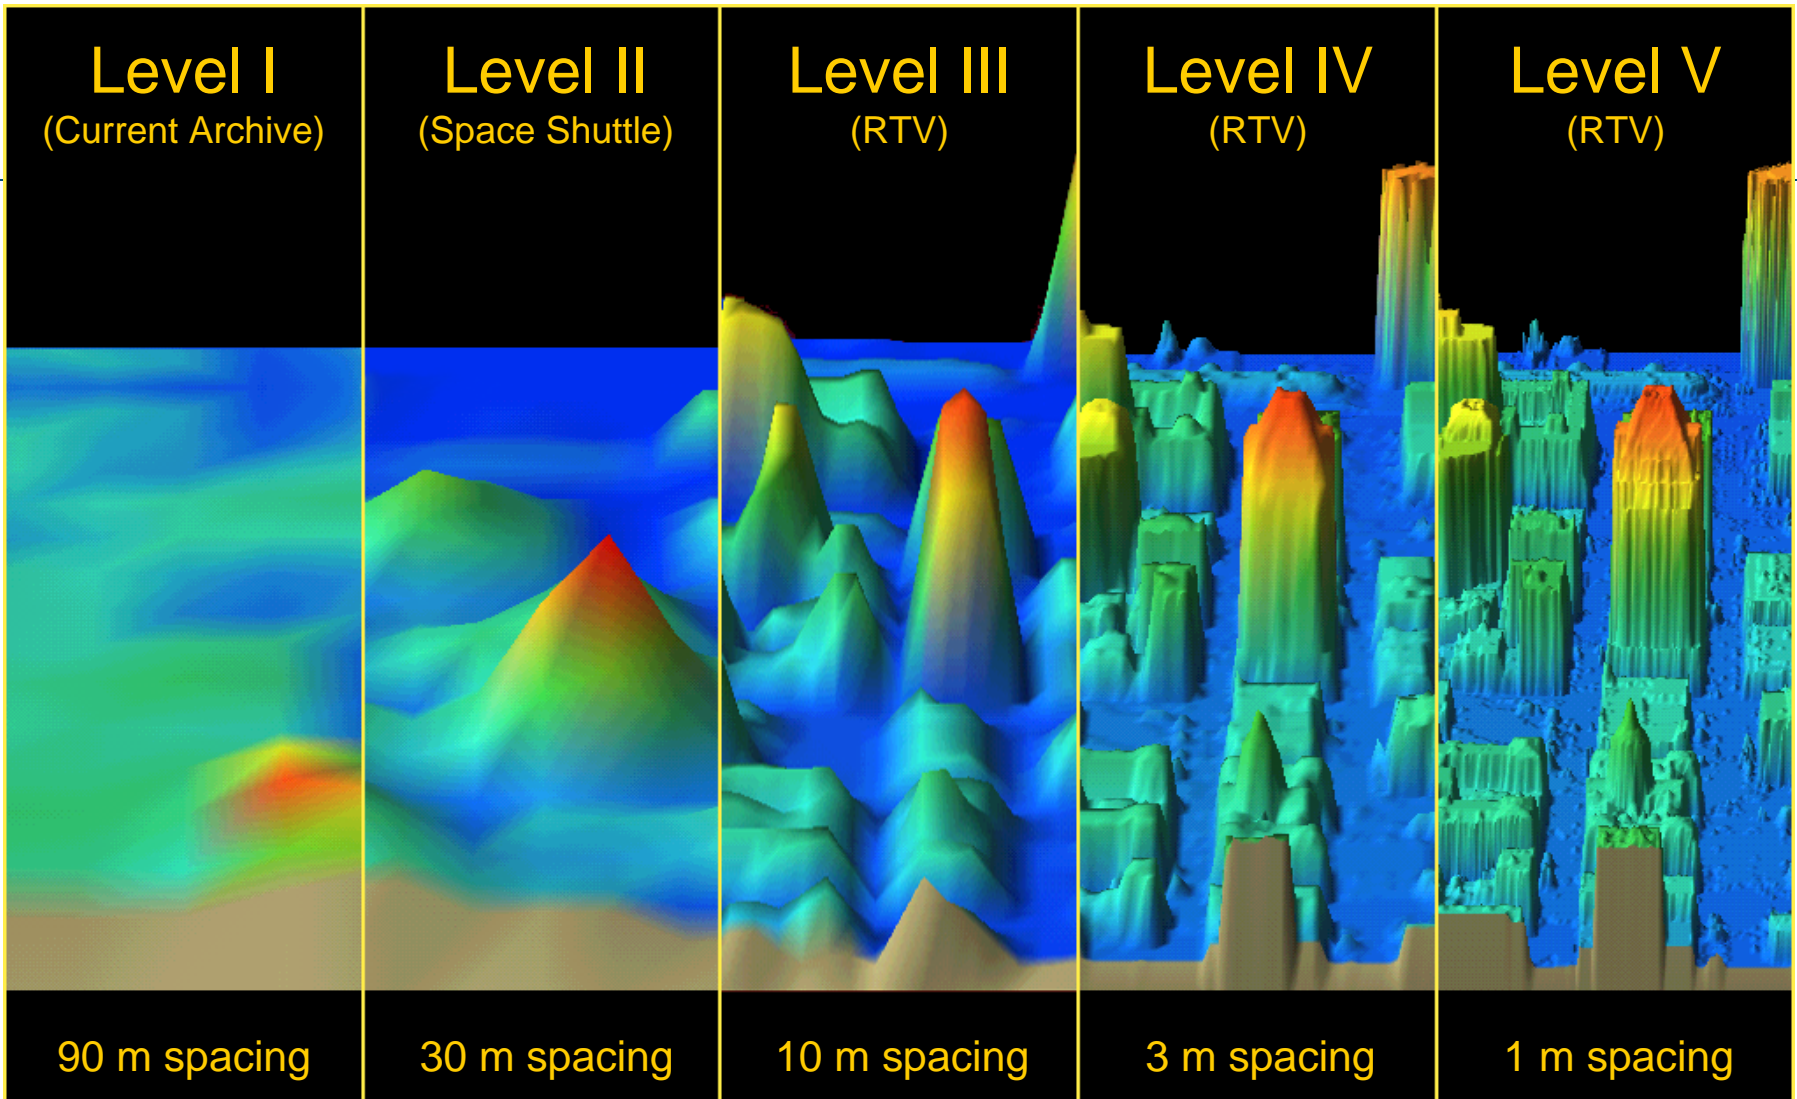 Level I
(Current Archive)
90 m spacing
Level II
(Space Shuttle)
30 m spacing
Level III
(RTV)
10 m spacing
Level IV
(RTV)
3 m spacing
Level V
(RTV)
1 m spacing